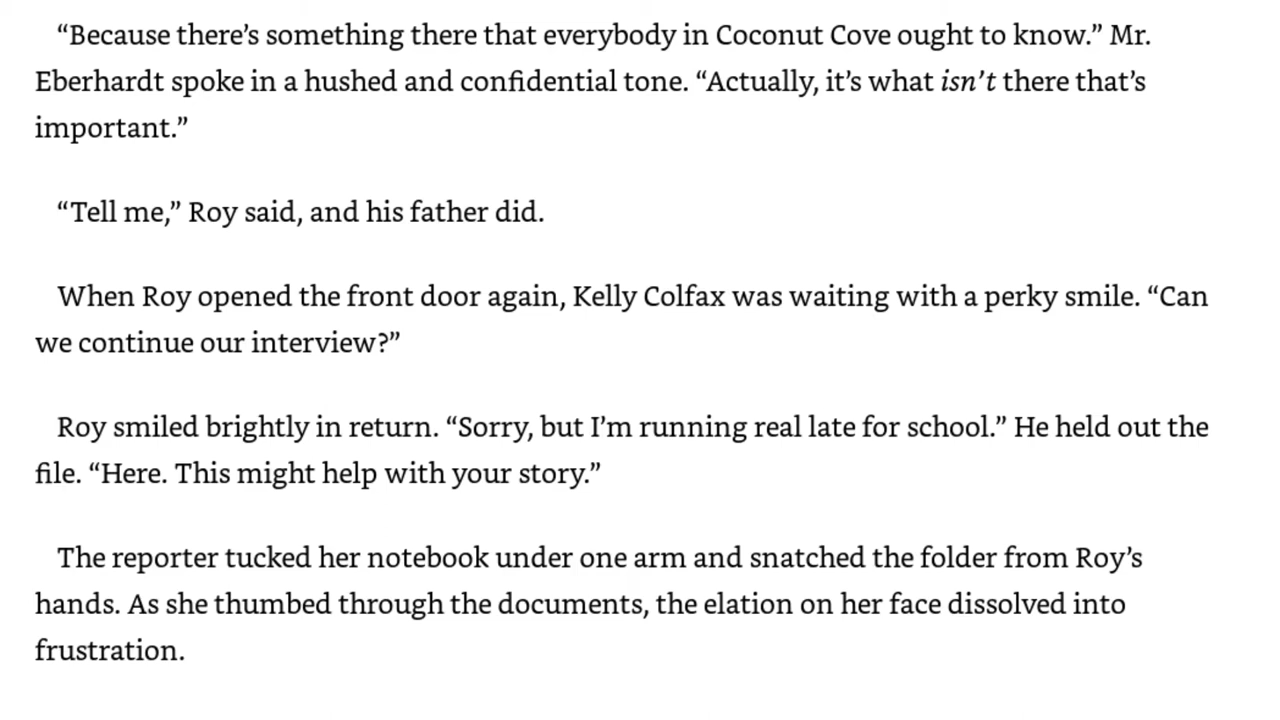 “Because there’s something there that everybody in Coconut Cove ought to know.” Mr.
Eberhardt spoke in a hushed and confidential tone. “Actually, it’s what isn’t there that’s
important.”
“Tell me,” Roy said, and his father did.
When Roy opened the front door again, Kelly Colfax was waiting with a perky smile. “Can
we continue our interview?”
Roy smiled brightly in return. “Sorry, but I’m running real late for school.” He held out the
file. “Here. This might help with your story.”
The reporter tucked her notebook under one arm and snatched the folder from Roy’s
hands. As she thumbed through the documents, the elation on her face dissolved into
frustration.